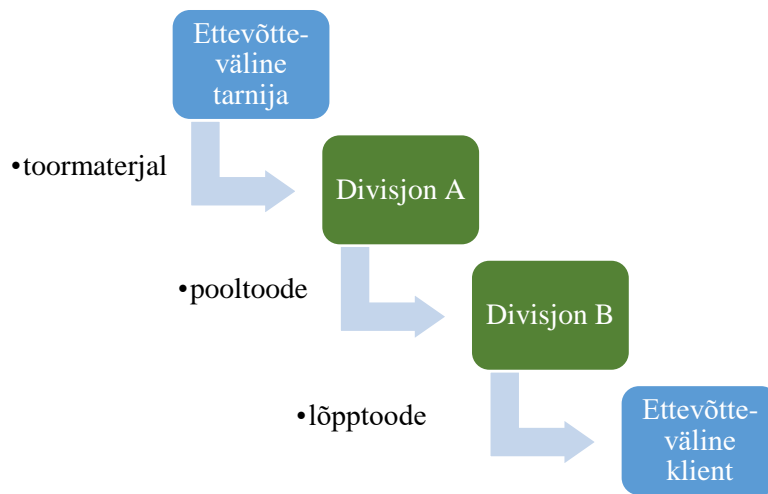 Ettevõtte-
väline
tarnija
•toormaterjal
Divisjon A
•pooltoode
Divisjon B
•lõpptoode
Ettevõtte-
väline
klient